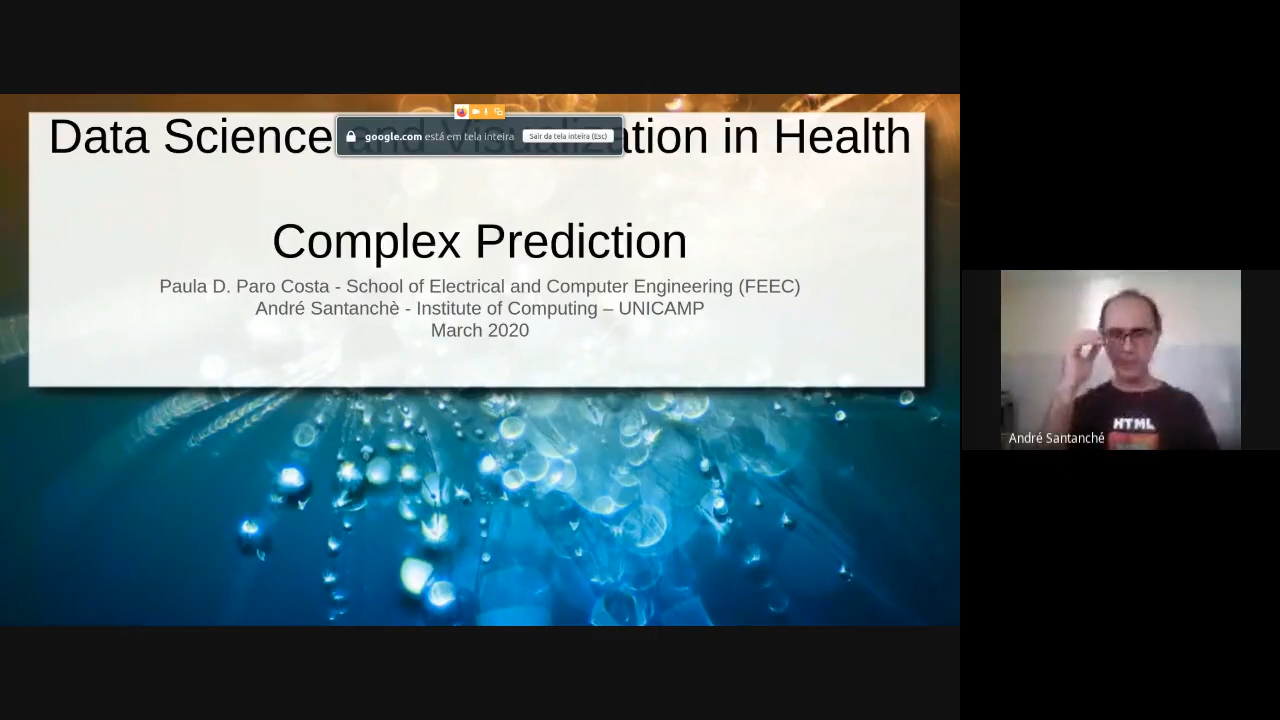 Data Science and Visualization in Health
google.com está em tela inteira
Sair da tela inteira (Esc)
Complex Prediction
Paula D. Paro Costa - School of Electrical and Computer Engineering (FEEC)
André Santanchè - Institute of Computing – UNICAMP
March 2020
HTML
André Santanché